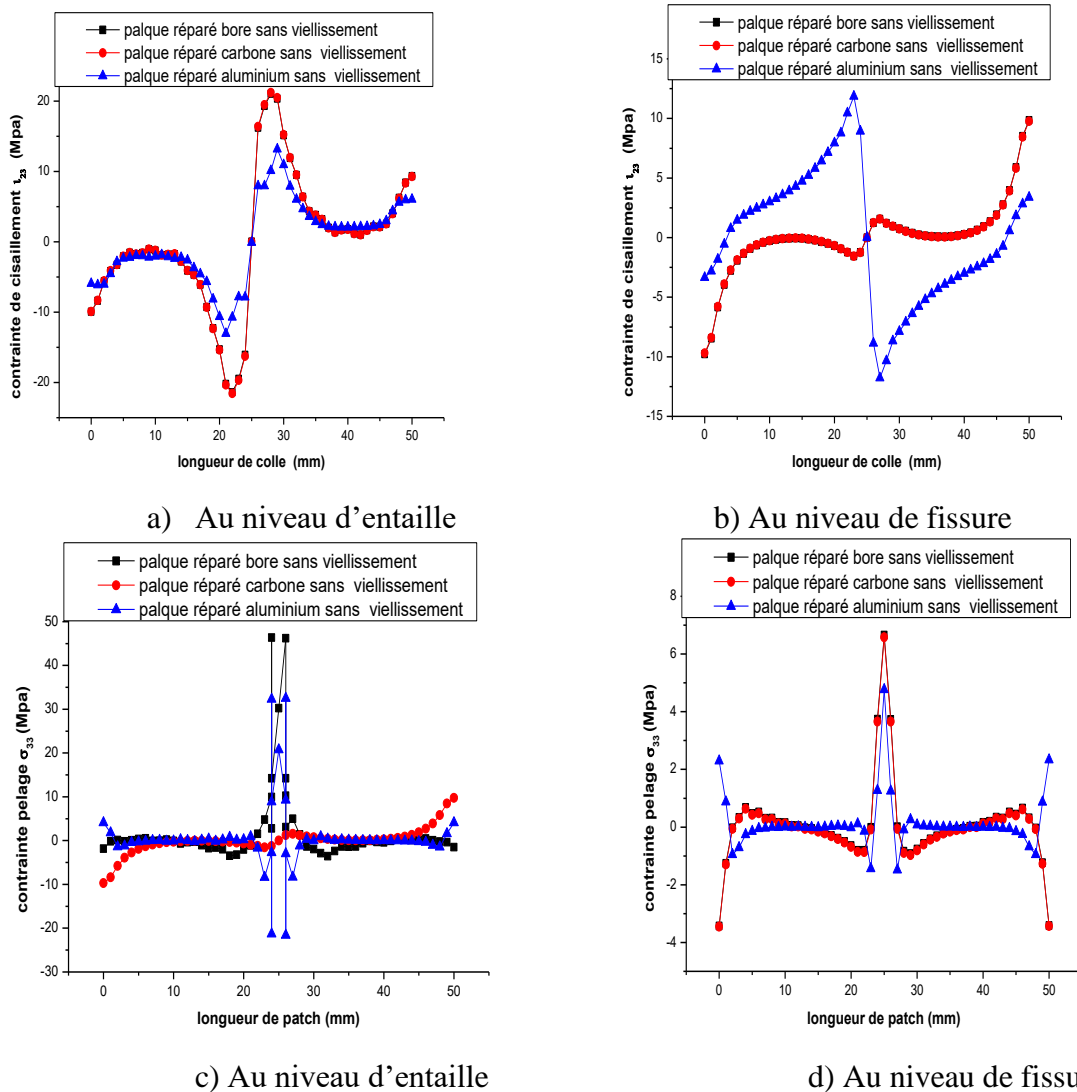 palque réparé bore sans viellissement
palque réparé carbone sans viellissement
palque réparé aluminium sans viellissement
contrainte de cisaillement τ23 (Mpa)
20
10
0
-10
-20
0 10 20 30 40 50
longueur de colle (mm)
a) Au niveau d'entaille
palque réparé bore sans viellissement
palque réparé carbone sans viellissement
palque réparé aluminium sans viellissement
contrainte de cisaillement τ23 (Mpa)
15
10
5
0
-5
-10
-15
0 10 20 30 40 50
longueur de colle (mm)
b) Au niveau de fissure
palque réparé bore sans viellissement
palque réparé carbone sans viellissement
palque réparé aluminium sans viellissement
contrainte pelage σ33 (Mpa)
50
40
30
20
10
0
-10
-20
-30
0 10 20 30 40 50
longueur de patch (mm)
c) Au niveau d'entaille
palque réparé bore sans viellissement
palque réparé carbone sans viellissement
palque réparé aluminium sans viellissement
contrainte pelage σ33 (Mpa)
8
6
4
2
0
-2
-4
0 10 20 30 40 50
longueur de patch (mm)
d) Au niveau de fissu